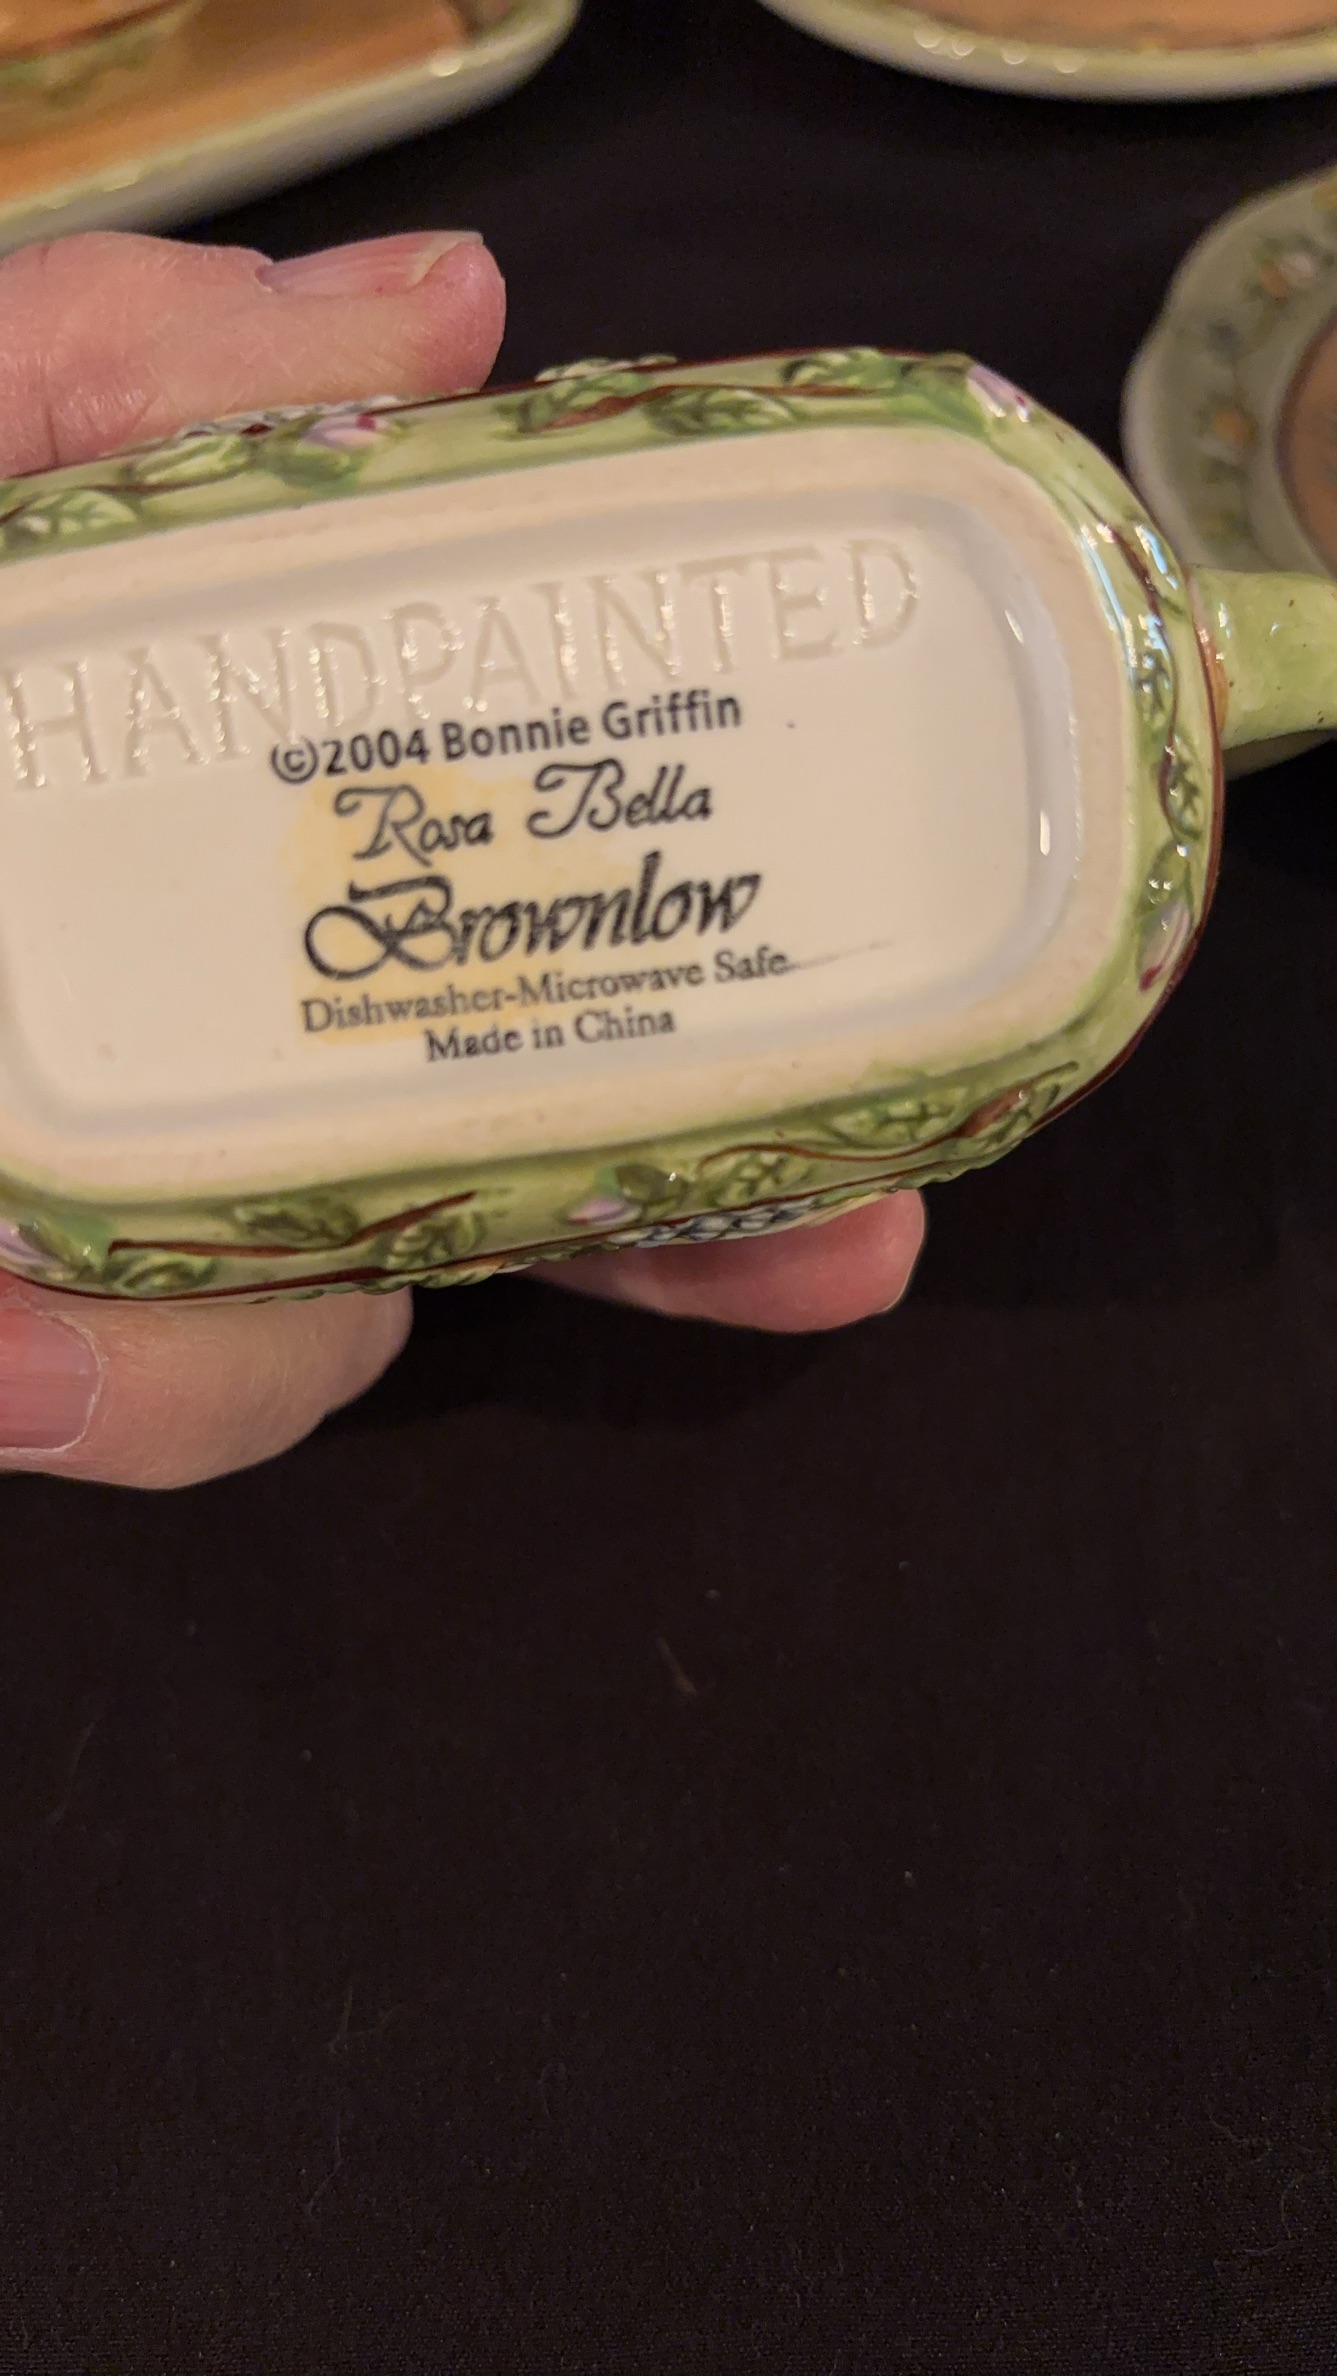 HANDPAINTED
©2004 Bonnie Griffin
Rosa Bella
Brownlow
Dishwasher-Microwave Safe
Made in China